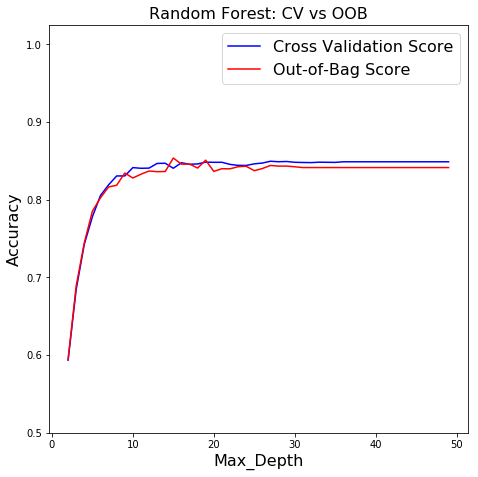 Random Forest: CV vs OOB
Cross Validation Score
Out-of-Bag Score
Accuracy
1.0
0.9
0.8
0.7
0.6
0.5
0 10 20 30 40 50
Max_Depth